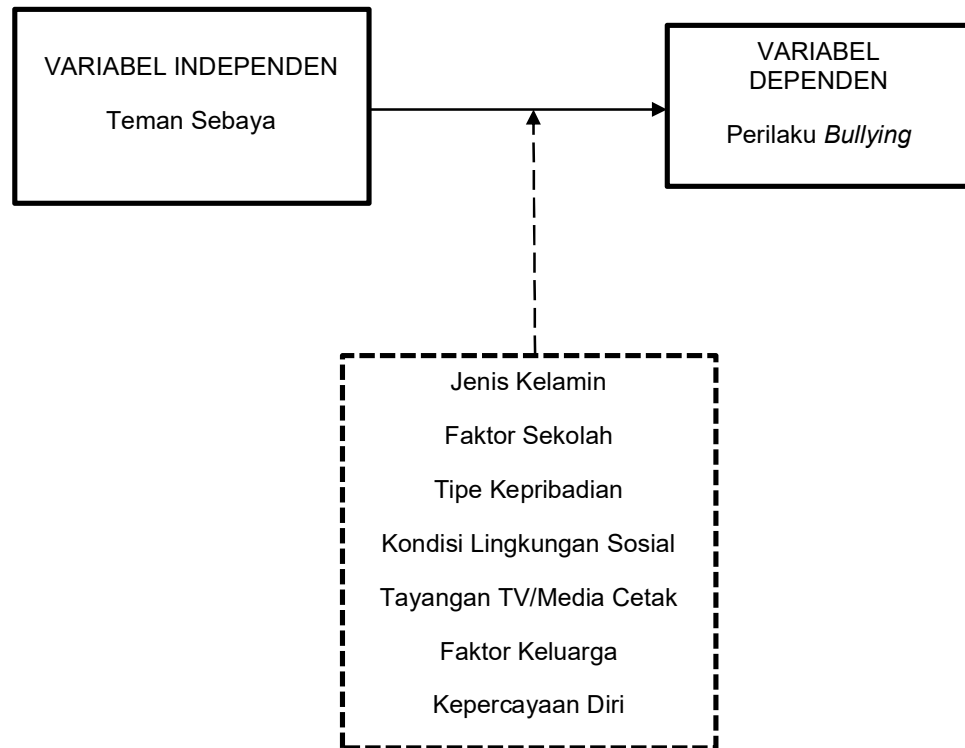 VARIABEL INDEPENDEN
Teman Sebaya
VARIABEL
DEPENDEN
Perilaku Bullying
Jenis Kelamin
Faktor Sekolah
Tipe Kepribadian
Kondisi Lingkungan Sosial
Tayangan TV/Media Cetak
Faktor Keluarga
Kepercayaan Diri